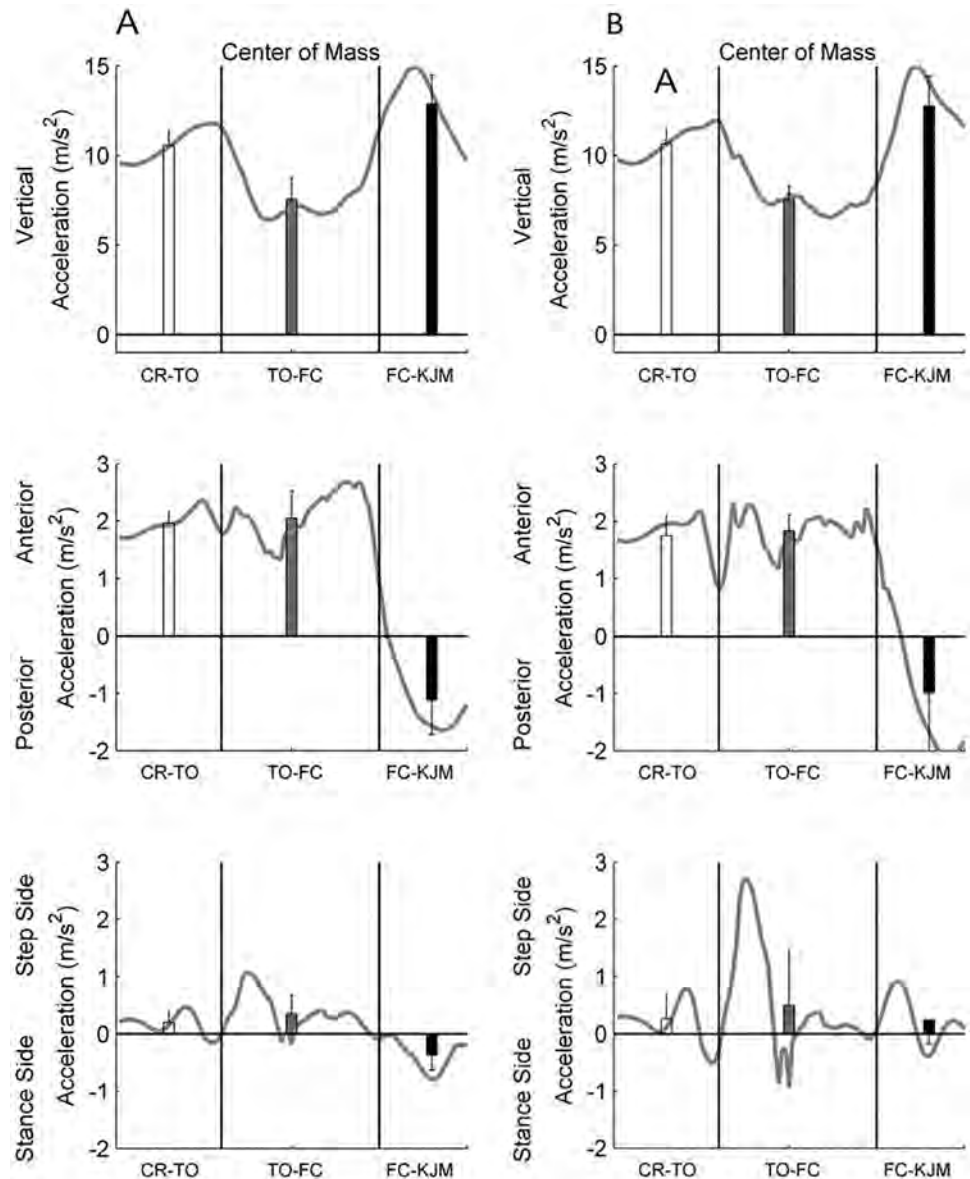 A
B
Center of Mass
Center of Mass
A
Vertical
Acceleration (m/s²)
15
10
5
0
CR-TO TO-FC FC-KJM
Vertical
Acceleration (m/s²)
15
10
5
0
CR-TO TO-FC FC-KJM
Posterior Anterior
Acceleration (m/s²)
3
2
1
0
-1
-2
CR-TO TO-FC FC-KJM
Posterior Anterior
Acceleration (m/s²)
3
2
1
0
-1
-2
CR-TO TO-FC FC-KJM
Stance Side Step Side
Acceleration (m/s²)
3
2
1
0
-1
-2
CR-TO TO-FC FC-KJM
Stance Side Step Side
Acceleration (m/s²)
3
2
1
0
-1
-2
CR-TO TO-FC FC-KJM